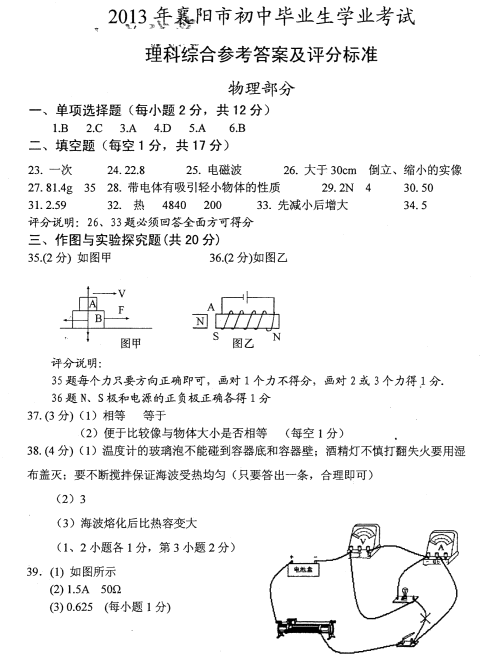 2013 年襄阳市初中毕业生学业考试
理科综合参考答案及评分标准
物理部分
一、单项选择题（每小题 2 分，共 12 分）
1.B 2.C 3.A 4.D 5.A 6.B
二、填空题（每空 1 分，共 17 分）
23. 一次 24. 22.8 25. 电磁波 26. 大于 30cm 倒立、缩小的实像
27. 81.4g 35 28. 带电体有吸引轻小物体的性质 29. 2N 4 30. 50
31. 2.59 32. 热 4840 200 33. 先减小后增大 34. 5
评分说明：26、33题必须回答全面方可得分
三、作图与实验探究题(共 20 分)
35.(2 分) 如图甲 36.(2 分)如图乙
V
A
B
F
图甲
A
N
S
N
图乙
评分说明：
35 题每个力只要方向正确即可，画对 1 个力不得分，画对 2 或 3 个力得 1 分.
36 题 N、S 极和电源的正负极正确各得 1 分
37. (3 分)（1）相等 等于
（2）便于比较像与物体大小是否相等 （每空 1 分）
38. (4 分)（1）温度计的玻璃泡不能碰到容器底和容器壁；酒精灯不慎打翻失火要用湿
布盖灭；要不断搅拌保证海波受热均匀（只要答出一条，合理即可）
（2）3
（3）海波熔化后比热容变大
（1、2 小题各 1 分，第 3 小题 2 分）
39．(1) 如图所示
(2) 1.5A 50Ω
(3) 0.625 (每小题 1 分)
V
A
电池盒